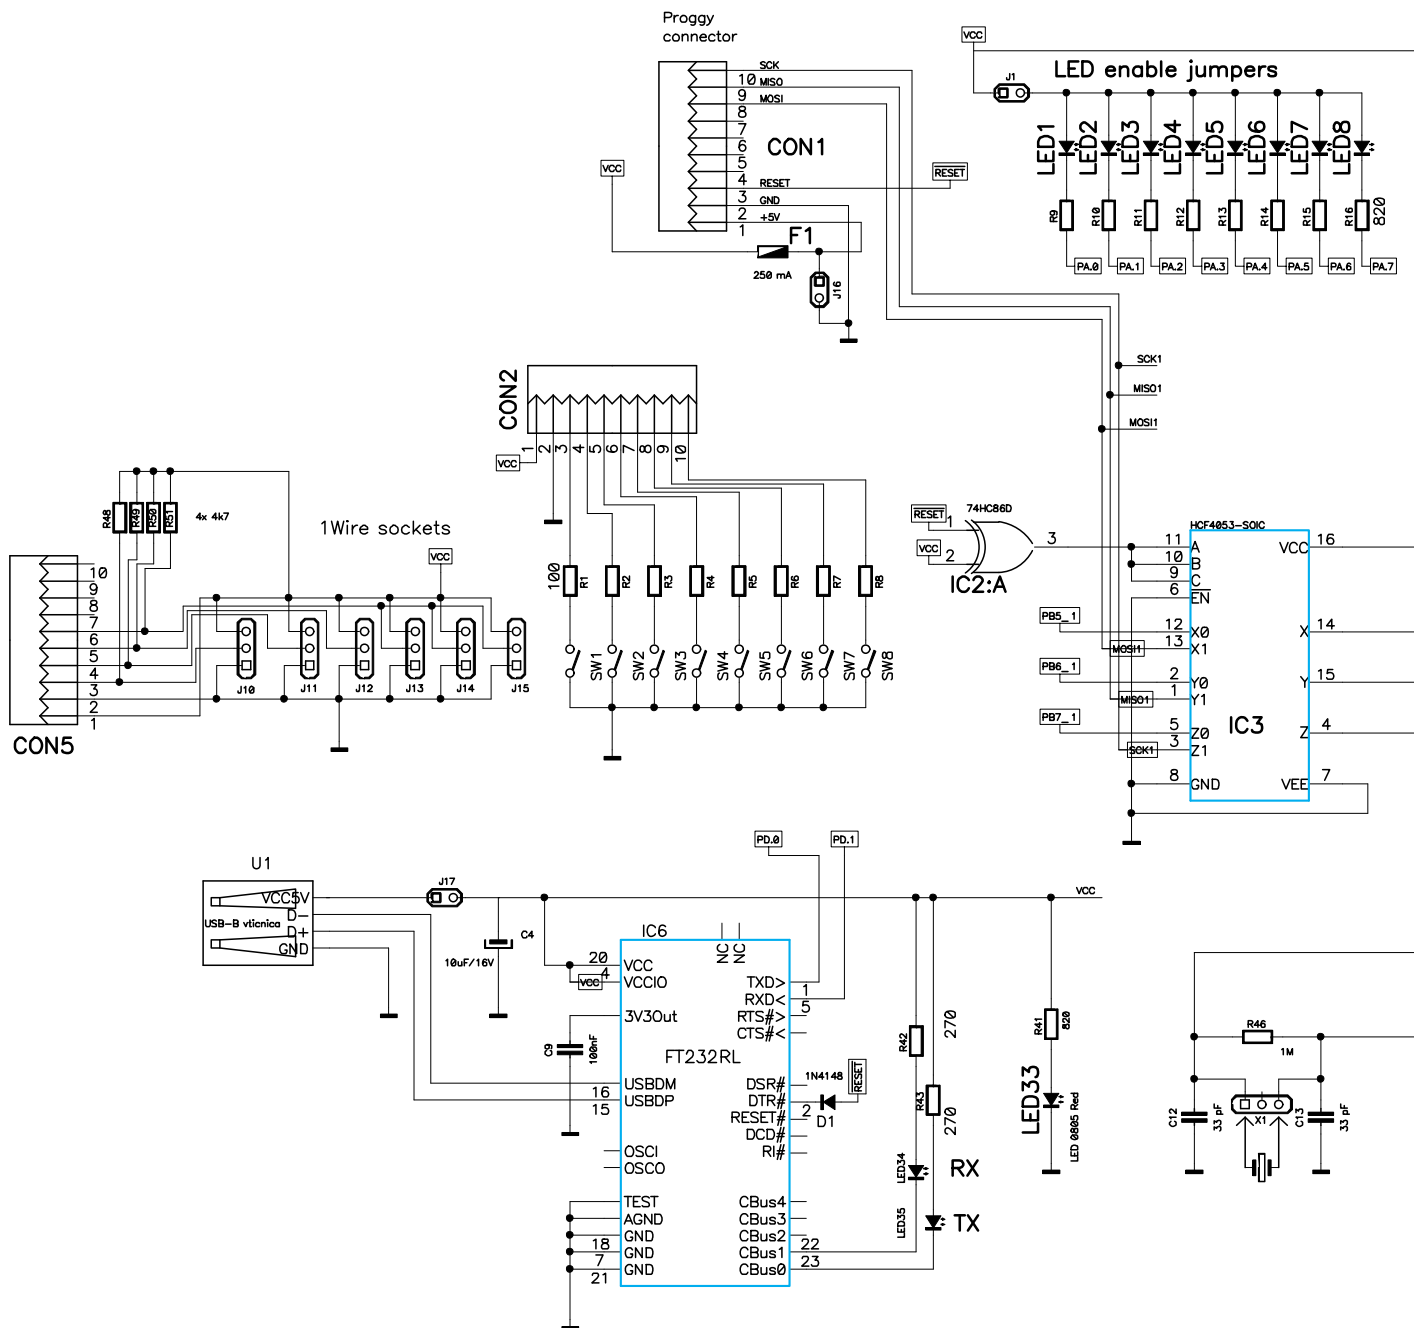 Proggy
connector
VCC
LED enable jumpers
J1
SCK
10 MISO
9 MOSI
8
7
6
5
4 RESET
3 GND
2 +5V
1
CON1
RESET
VCC
F1
250 mA
J16
LED1 LED2 LED3 LED4 LED5 LED6 LED7 LED8
R9 R10 R11 R12 R13 R14 R15 R16 820
PA.0 PA.1 PA.2 PA.3 PA.4 PA.5 PA.6 PA.7
SCK1
MISO1
MOSI1
CON2
VCC
1 2 3 4 5 6 7 8 9 10
100 R1 R2 R3 R4 R5 R6 R7 R8
SW1 SW2 SW3 SW4 SW5 SW6 SW7 SW8
R48 R49 R50 R51
4x 4k7
1Wire sockets
VCC
10
9
8
7
6
5
4
3
2
1
CON5
J10 J11 J12 J13 J14 J15
74HC86D
RESET 1
VCC 2
3
IC2:A
HCF4053-SOIC
11 A VCC 16
10 B
9 C
6 EN
PB5_1 12 X0 X 14
MOSI1 13 X1
PB6_1 2 Y0 Y 15
MISO1 1 Y1
PB7_1 5 Z0 Z 4
SCK1 3 Z1
IC3
8 GND VEE 7
U1
VCC5V
D-
USB-B vticnica
D+
GND
J17
C4
10uF/16V
PD.0 PD.1
VCC
IC6
NC NC
20 VCC
VCC 4 VCCIO
3V3Out
C9 100nF
FT232RL
USBDM
16 USBDP
15
OSCI
OSCO
TEST
AGND
GND
18 GND
7 GND
21
TXD>
RXD< 1
RTS#> 5
CTS#<
DSR#
DTR#
RESET# 2
DCD#
RI#
CBus4
CBus3
CBus2
CBus1 22
CBus0 23
1N4148
D1
RESET
R42 270
R43 270
LED34 RX
LED35 TX
R41 820
LED33
LED 0805 Red
R46
1M
C12 33 pF
X1
C13 33 pF